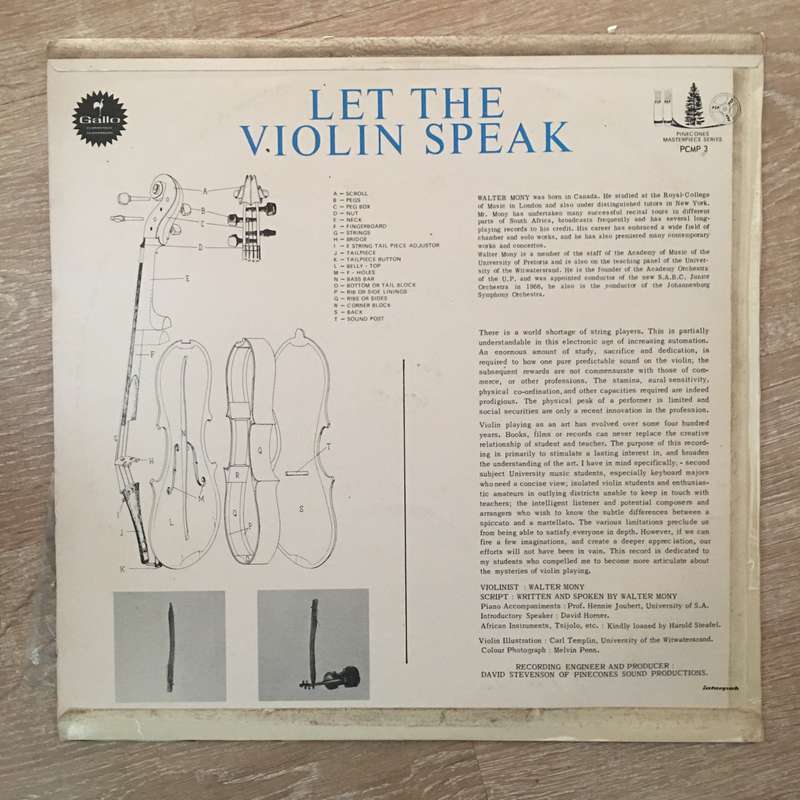 LET THE
VIOLIN SPEAK
Gallo
PINECONES
MASTERPIECE SERIES
PCMP 3
A — SCROLL
B — PEGS
C — PEG BOX
D — NUT
E — NECK
F — FINGERBOARD
G — STRINGS
H — BRIDGE
I — E STRING TAIL PIECE ADJUSTOR
J — TAILPIECE
K — TAILPIECE BUTTON
L — BELLY - TOP
M — F - HOLES
N — BASS BAR
O — BOTTOM OR TAIL BLOCK
P — RIB OR SIDE LININGS
Q — RIBS OR SIDES
R — CORNER BLOCK
S — BACK
T — SOUND POST
A
B
C
D
E
F
G
H
J
K
N
M
L
R
Q
Q
P
T
S
WALTER MONY was born in Canada. He studied at the Royal College
of Music in London and also under distinguished tutors in New York.
Mr. Mony has undertaken many successful recital tours in different
parts of South Africa, broadcasts frequently and has several long-
playing records to his credit. His career has embraced a wide field of
chamber and solo works, and he has also premiered many contemporary
works and concertos.
Walter Mony is a member of the staff of the Academy of Music of the
University of Pretoria and is also on the teaching panel of the Univer-
sity of the Witwatersrand. He is the founder of the Academy Orchestra
of the U.P. and was appointed conductor of the new S.A.B.C. Junior
Orchestra in 1966, he also is the conductor of the Johannesburg
Symphony Orchestra.
There is a world shortage of string players. This is partially
understandable in this electronic age of increasing automation.
An enormous amount of study, sacrifice and dedication, is
required to how one pure predictable sound on the violin; the
subsequent rewards are not commensurate with those of com-
merce, or other professions. The stamina, aural sensitivity,
physical co-ordination, and other capacities required are indeed
prodigious. The physical peak of a performer is limited and
social securities are only a recent innovation in the profession.
Violin playing as an art has evolved over some four hundred
years. Books, films or records can never replace the creative
relationship of student and teacher. The purpose of this record-
ing is primarily to stimulate a lasting interest in, and broaden
the understanding of the art. I have in mind specifically, - second
subject University music students, especially keyboard majors
who need a concise view; isolated violin students and enthusias-
tic amateurs in outlying districts unable to keep in touch with
teachers; the intelligent listener and potential composers and
arrangers who wish to know the subtle differences between a
spiccato and a martellato. The various limitations preclude us
from being able to satisfy everyone in depth. However, if we can
fire a few imaginations, and create a deeper appreciation, our
efforts will not have been in vain. This record is dedicated to
my students who compelled me to become more articulate about
the mysteries of violin playing.
VIOLINIST : WALTER MONY
SCRIPT : WRITTEN AND SPOKEN BY WALTER MONY
Piano Accompaniments : Prof. Hennie Joubert, University of S.A.
Introductory Speaker : David Horner.
African Instruments, Tsijolo, etc. : Kindly loaned by Harold Steafel.
Violin Illustration : Carl Templin, University of the Witwatersrand.
Colour Photograph : Melvin Penn.
RECORDING ENGINEER AND PRODUCER :
DAVID STEVENSON OF PINECONES SOUND PRODUCTIONS.
interpak